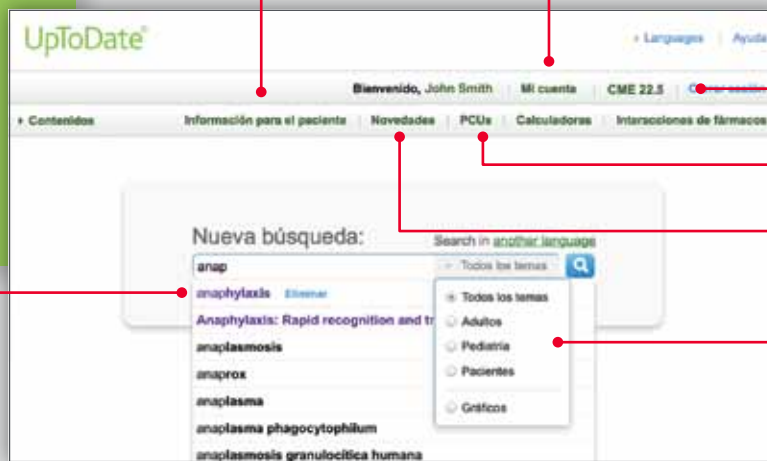 UpToDate®
Languages | Ayuda
Bienvenido, John Smith | Mi cuenta | CME 22.5 | Cerrar sesión
Contenidos
Información para el paciente | Novedades | PCUs | Calculadoras | Interacciones de fármacos
Nueva búsqueda:
Search in another language
anap
Todos los temas
anaphylaxis Eliminar
Anaphylaxis: Rapid recognition and tr
anaplasmosis
anaprox
anaplasma
anaplasma phagocytophilum
anaplasmosis granulocítica humana
Todos los temas
Adultos
Pediatría
Pacientes
Gráficos